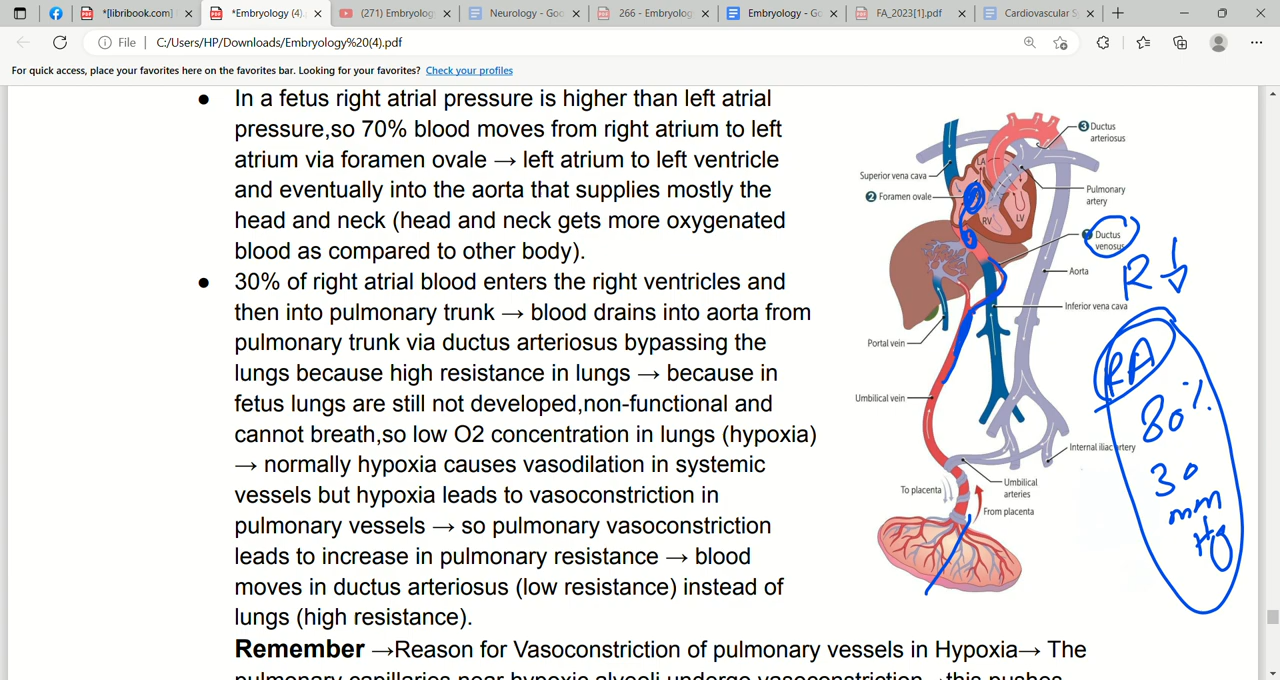 *[libribook.com]
*Embryology (4).
(271) Embryolog
Neurology - Goo
266 - Embryolog
Embryology - Go
FA_2023[1].pdf
Cardiovascular S
File
C:/Users/HP/Downloads/Embryology%20(4).pdf
For quick access, place your favorites here on the favorites bar. Looking for your favorites? Check your profiles
● In a fetus right atrial pressure is higher than left atrial
pressure,so 70% blood moves from right atrium to left
atrium via foramen ovale → left atrium to left ventricle
and eventually into the aorta that supplies mostly the
head and neck (head and neck gets more oxygenated
blood as compared to other body).
● 30% of right atrial blood enters the right ventricles and
then into pulmonary trunk → blood drains into aorta from
pulmonary trunk via ductus arteriosus bypassing the
lungs because high resistance in lungs → because in
fetus lungs are still not developed,non-functional and
cannot breath,so low O2 concentration in lungs (hypoxia)
→ normally hypoxia causes vasodilation in systemic
vessels but hypoxia leads to vasoconstriction in
pulmonary vessels → so pulmonary vasoconstriction
leads to increase in pulmonary resistance → blood
moves in ductus arteriosus (low resistance) instead of
lungs (high resistance).
Remember →Reason for Vasoconstriction of pulmonary vessels in Hypoxia→ The
pulmonary capillaries near hypoxic alveoli undergo vasoconstriction →this pushes
3 Ductus
arteriosus
Superior vena cava
LA
2 Foramen ovale
Pulmonary
artery
RV
LV
Ductus
venosus
Aorta
Inferior vena cava
Portal vein
Umbilical vein
Internal iliac artery
To placenta
Umbilical
arteries
From placenta
R ↓
RA
80%
30
mm
Hg